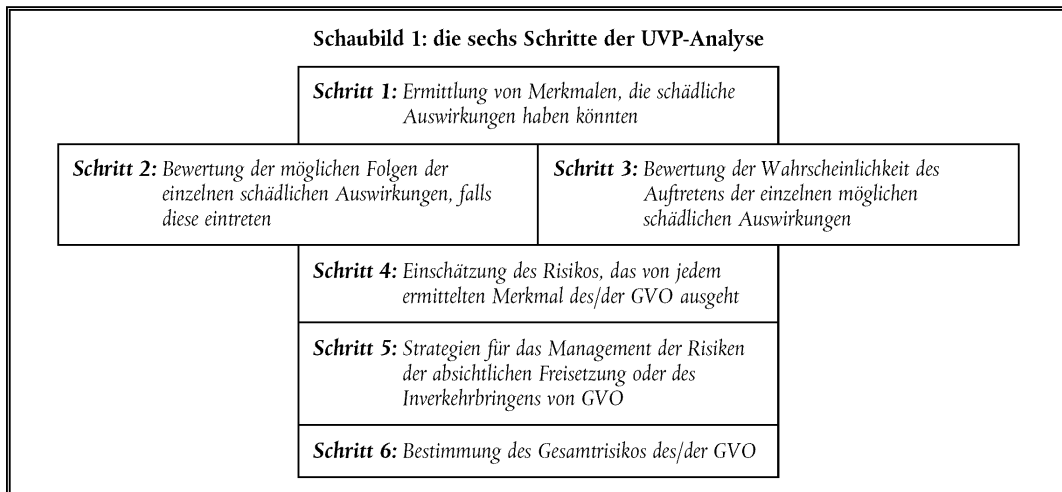 Schaubild 1: die sechs Schritte der UVP-Analyse
Schritt 1: Ermittlung von Merkmalen, die schädliche
Auswirkungen haben könnten
Schritt 2: Bewertung der möglichen Folgen der
einzelnen schädlichen Auswirkungen, falls
diese eintreten
Schritt 3: Bewertung der Wahrscheinlichkeit des
Auftretens der einzelnen möglichen
schädlichen Auswirkungen
Schritt 4: Einschätzung des Risikos, das von jedem
ermittelten Merkmal des/der GVO ausgeht
Schritt 5: Strategien für das Management der Risiken
der absichtlichen Freisetzung oder des
Inverkehrbringens von GVO
Schritt 6: Bestimmung des Gesamtrisikos des/der GVO